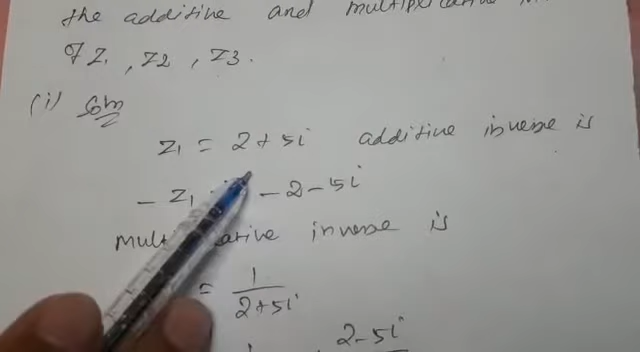 the additive and multiplicative
of z₁, z2, z3.
(i) Soln
z₁ = 2+5i additive inverse is
- z₁ - 2 - 5i
inverse is
= 1/(2+5i)
2-5i